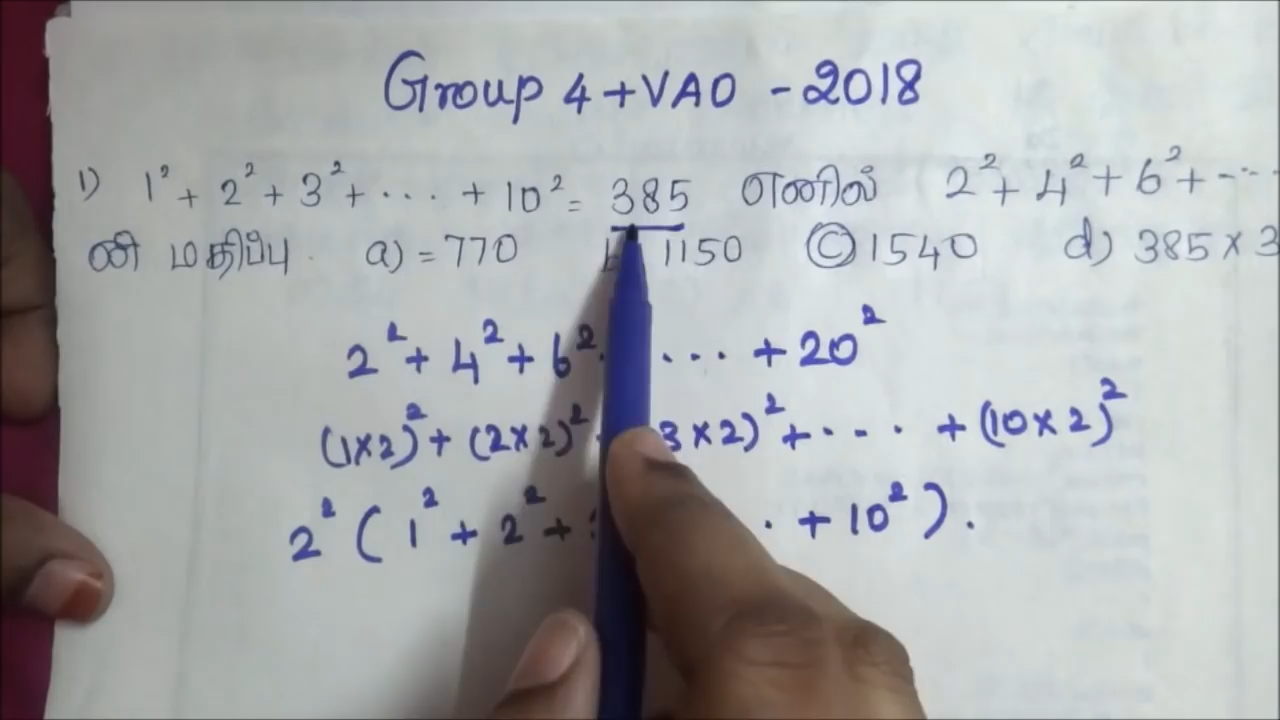 Group 4 + VAO - 2018
1) 1² + 2² + 3² + .... + 10² = 385 எனில் 2² + 4² + 6² + ----
ன் மதிப்பு. a) = 770 b 1150 ⓒ 1540 d) 385 × 3
2² + 4² + 6² . ... + 20²
(1×2)² + (2×2)² 3 × 2)² + .... + (10 × 2)²
2² ( 1² + 2² + . + 10² ).